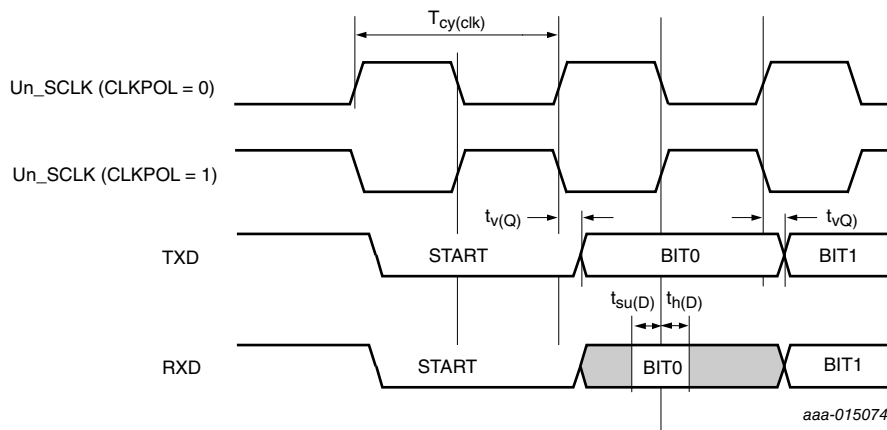 Tcy(clk)
Un_SCLK (CLKPOL = 0)
Un_SCLK (CLKPOL = 1)
tv(Q)
tvQ)
TXD
START
BIT0
BIT1
tsu(D)
th(D)
RXD
START
BIT0
BIT1
aaa-015074